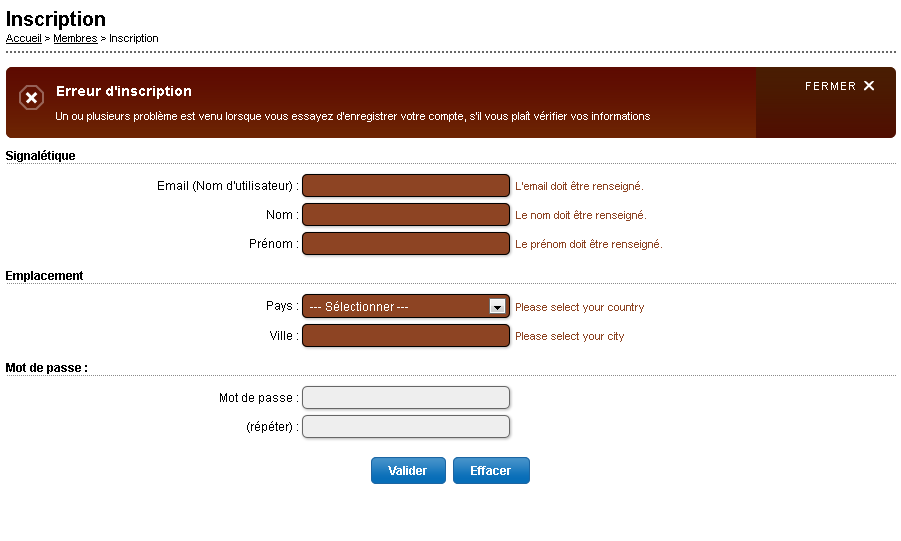 Inscription
Accueil > Membres > Inscription
Erreur d'inscription
FERMER
Un ou plusieurs problème est venu lorsque vous essayez d'enregistrer votre compte, s'il vous plaît vérifier vos informations
Signalétique
Email (Nom d'utilisateur) : L'email doit être renseigné.
Nom : Le nom doit être renseigné.
Prénom : Le prénom doit être renseigné.
Emplacement
Pays : --- Sélectionner --- Please select your country
Ville : Please select your city
Mot de passe :
Mot de passe :
(répéter) :
Valider Effacer